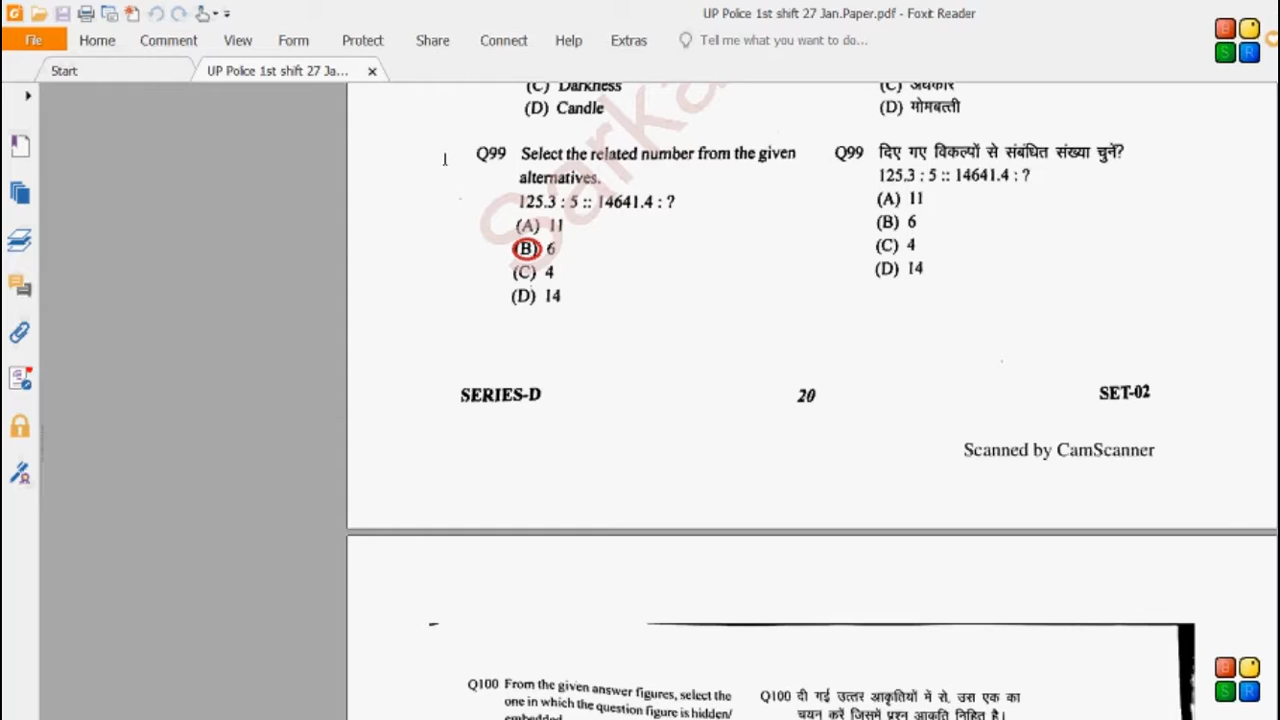 UP Police 1st shift 27 Jan.Paper.pdf - Foxit Reader
File Home Comment View Form Protect Share Connect Help Extras Tell me what you want to do...
Start UP Police 1st shift 27 Ja...
(C) Darkness
(D) Candle
Q99 Select the related number from the given
alternatives.
125.3 : 5 :: 14641.4 : ?
(A) 11
(B) 6
(C) 4
(D) 14
(C) अंधकार
(D) मोमबत्ती
Q99 दिए गए विकल्पों से संबंधित संख्या चुनें?
125.3 : 5 :: 14641.4 : ?
(A) 11
(B) 6
(C) 4
(D) 14
Sarka
SERIES-D 20 SET-02
Scanned by CamScanner
Q100 From the given answer figures, select the
one in which the question figure is hidden/
embedded.
Q100 दी गई उत्तर आकृतियों में से, उस एक का
चयन करें जिसमें प्रश्न आकृति निहित है।
B
S R
B
S R